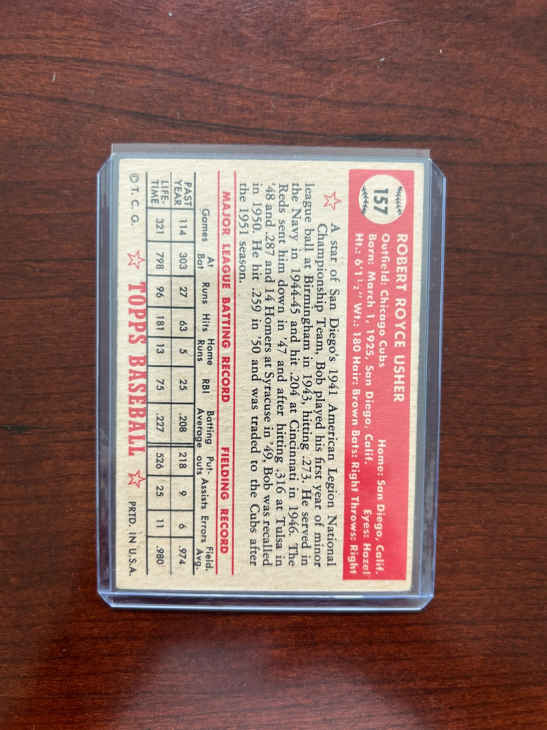 157
ROBERT ROYCE USHER
Outfield: Chicago Cubs Home: San Diego, Calif.
Born: March 1, 1925, San Diego, Calif. Eyes: Hazel
Ht.: 6'1½" Wt.: 180 Hair: Brown Bats: Right Throws: Right
A star of San Diego's 1941 American Legion National
Championship Team, Bob played his first year of minor
league ball at Birmingham in 1943, hitting .273. He served in
the Navy in 1944-45 and hit .204 at Cincinnati in 1946. The
Reds sent him down in '47 and after hitting .316 at Tulsa in
'48 and .287 and 14 Homers at Syracuse in '49, Bob was recalled
in 1950. He hit .259 in '50 and was traded to the Cubs after
the 1951 season.
MAJOR LEAGUE BATTING RECORD FIELDING RECORD
Games At Bat Runs Hits Home Runs RBI Batting Average Put-outs Assists Errors Field. Avg.
PAST YEAR 114 303 27 63 5 25 .208 218 9 6 .974
LIFE-TIME 321 798 96 181 13 75 .227 526 25 11 .980
© T. C. G. TOPPS BASEBALL PRTD. IN U.S.A.